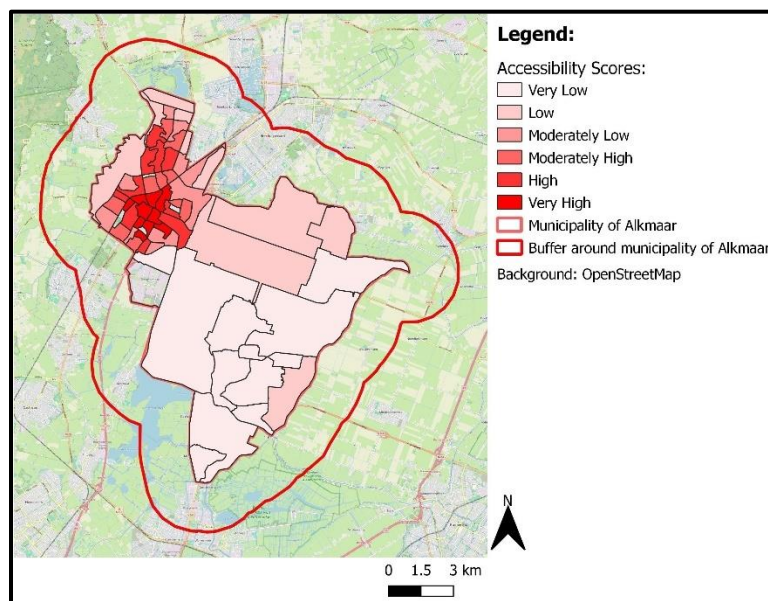 Legend:
Accessibility Scores:
Very Low
Low
Moderately Low
Moderately High
High
Very High
Municipality of Alkmaar
Buffer around municipality of Alkmaar
Background: OpenStreetMap
N
0 1.5 3 km